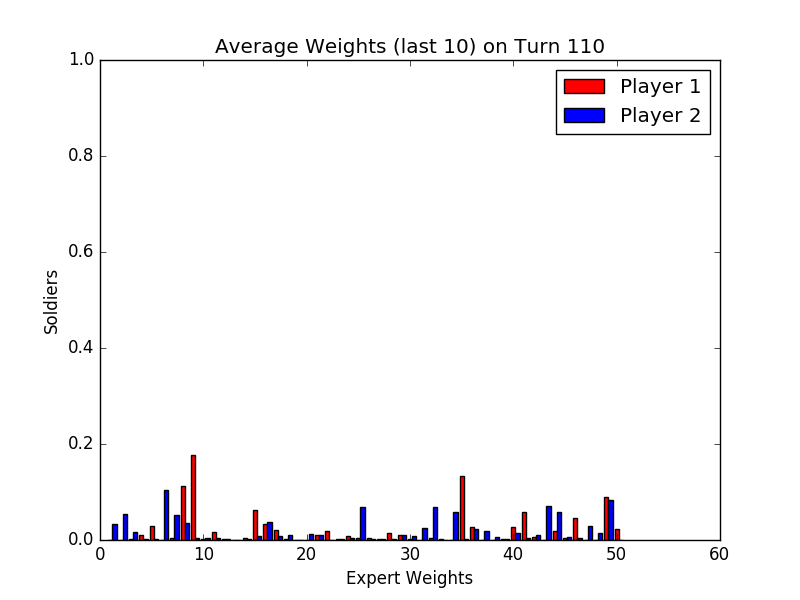 Average Weights (last 10) on Turn 110
1.0
Player 1
Player 2
0.8
0.6
Soldiers
0.4
0.2
0.0
0 10 20 30 40 50 60
Expert Weights